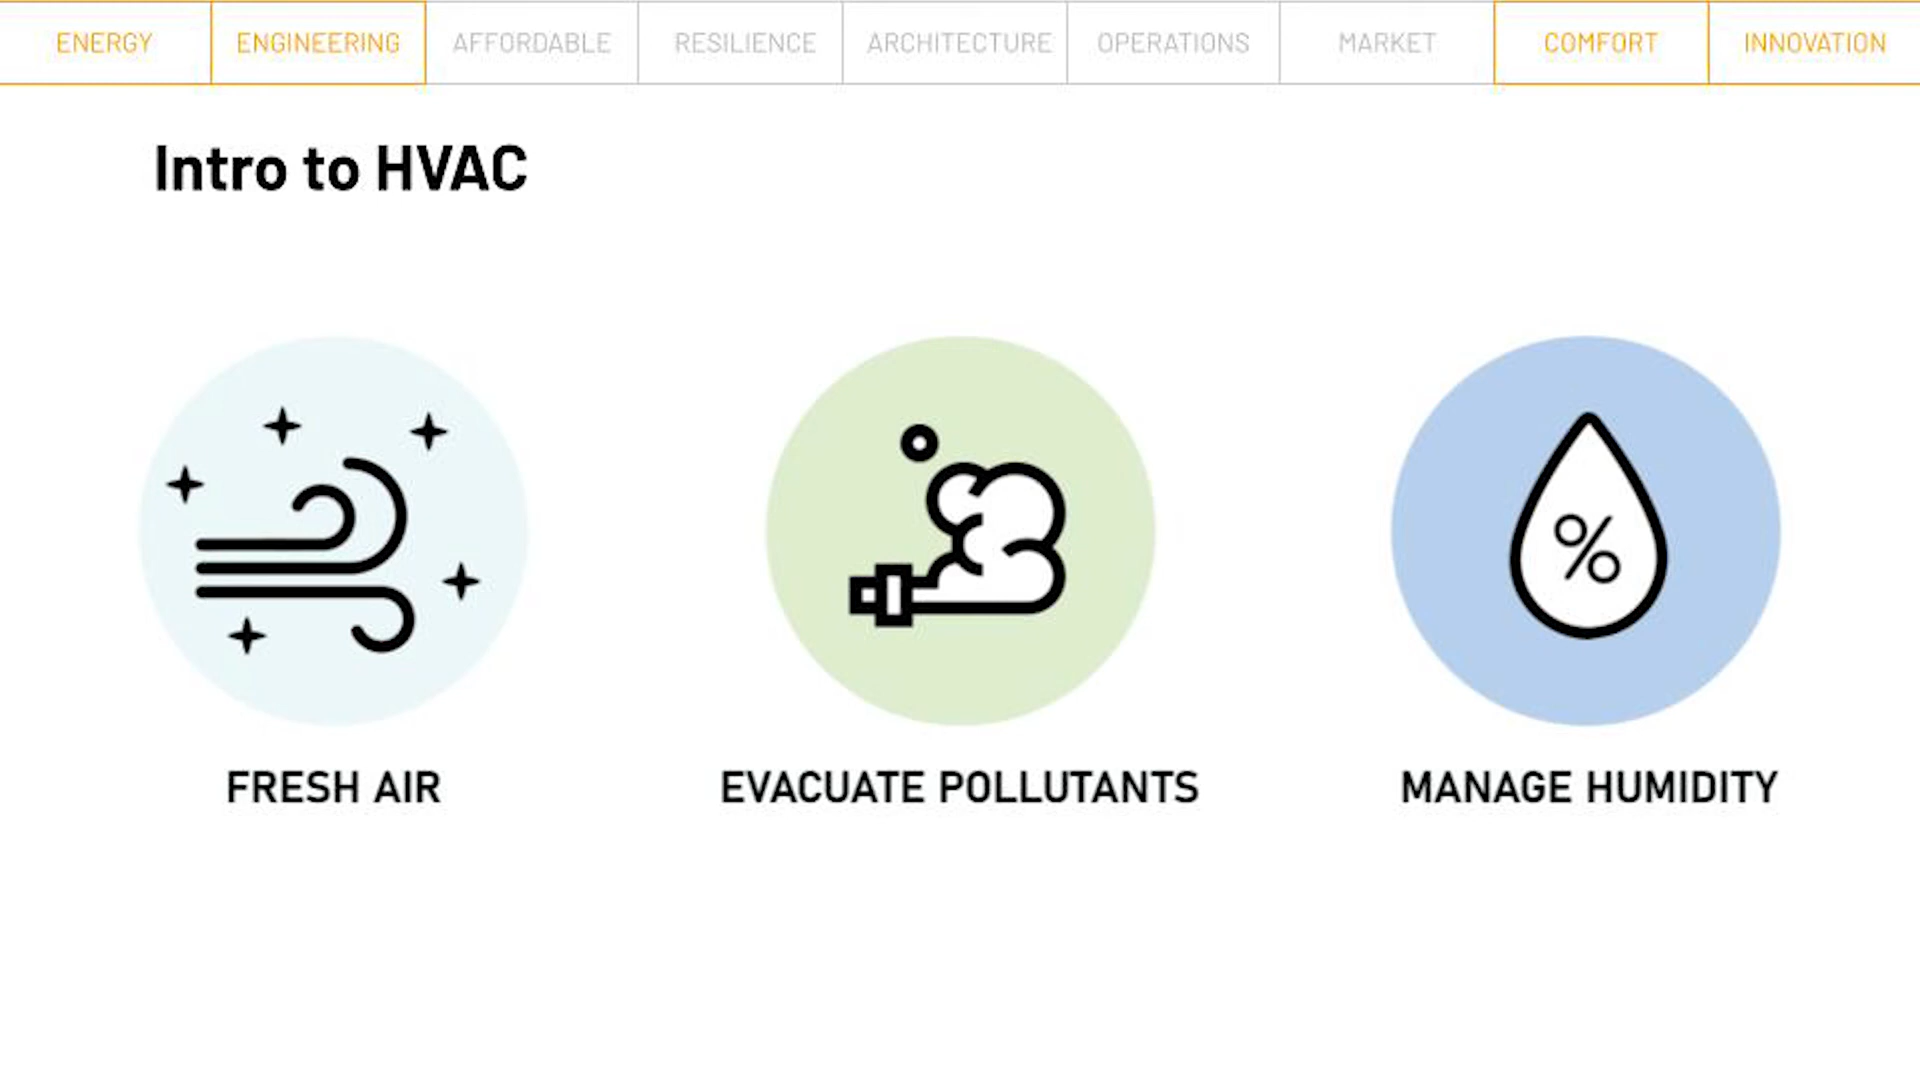 ENERGY ENGINEERING AFFORDABLE RESILIENCE ARCHITECTURE OPERATIONS MARKET COMFORT INNOVATION
Intro to HVAC
%
FRESH AIR EVACUATE POLLUTANTS MANAGE HUMIDITY